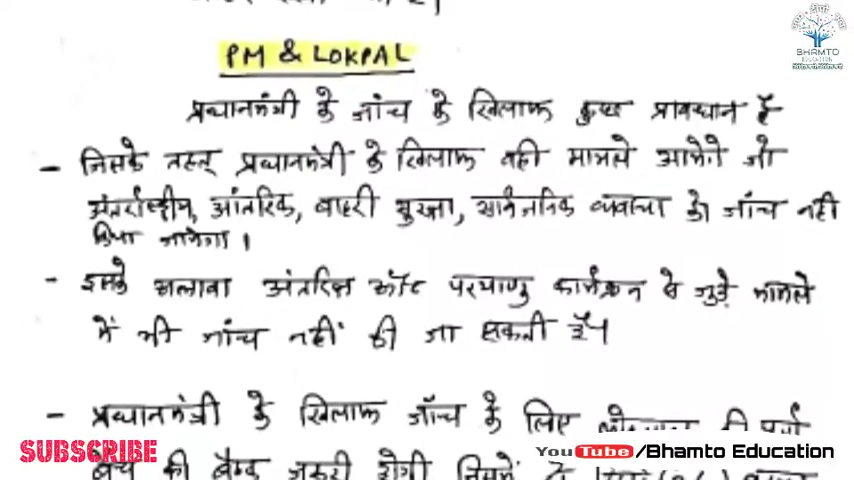 BHAMTO
EDUCATION
PM & LOKPAL
प्रधानमंत्री के जांच के खिलाफ कुछ प्रावधान है
- जिसके तहत् प्रधानमंत्री के खिलाफ वही मामले आयेगे जो
अंतर्राष्ट्रीय, आंतरिक, बाहरी सुरक्षा, सार्वजनिक व्यवस्था की जांच नही
किया जायेगा।
- इसके अलावा अंतरिक्ष और परमाणु कार्यक्रम से जुड़े मामले
में भी जांच नहीं की जा सकती है।
- प्रधानमंत्री के खिलाफ जाँच के लिए की पूर्ण
बेंच की बैठक जरूरी होगी जिसमें
SUBSCRIBE
YouTube/Bhamto Education